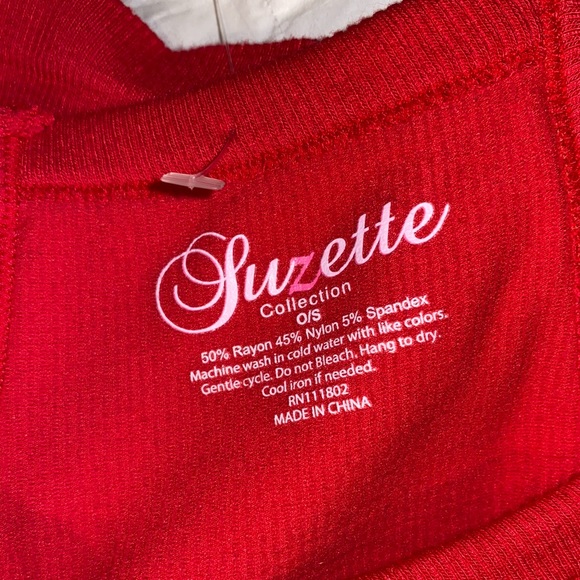 Suzette
Collection
O/S
50% Rayon 45% Nylon 5% Spandex
Machine wash in cold water with like colors.
Gentle cycle. Do not Bleach. Hang to dry.
Cool iron if needed.
RN111802
MADE IN CHINA